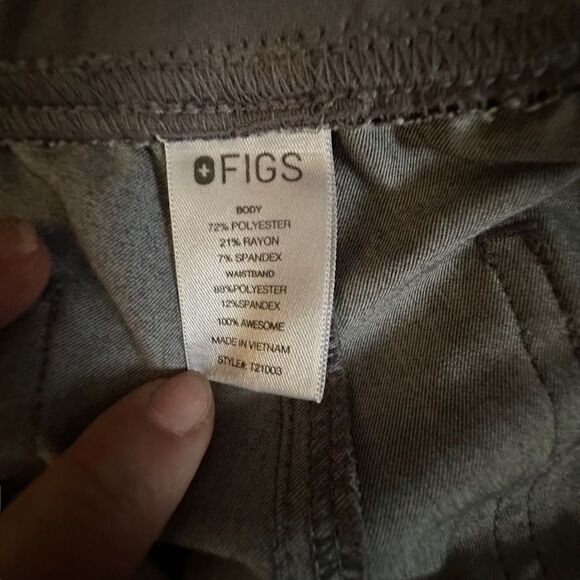 FIGS
BODY
72% POLYESTER
21% RAYON
7% SPANDEX
WAISTBAND
88%POLYESTER
12%SPANDEX
100% AWESOME
MADE IN VIETNAM
STYLE#: T21D03